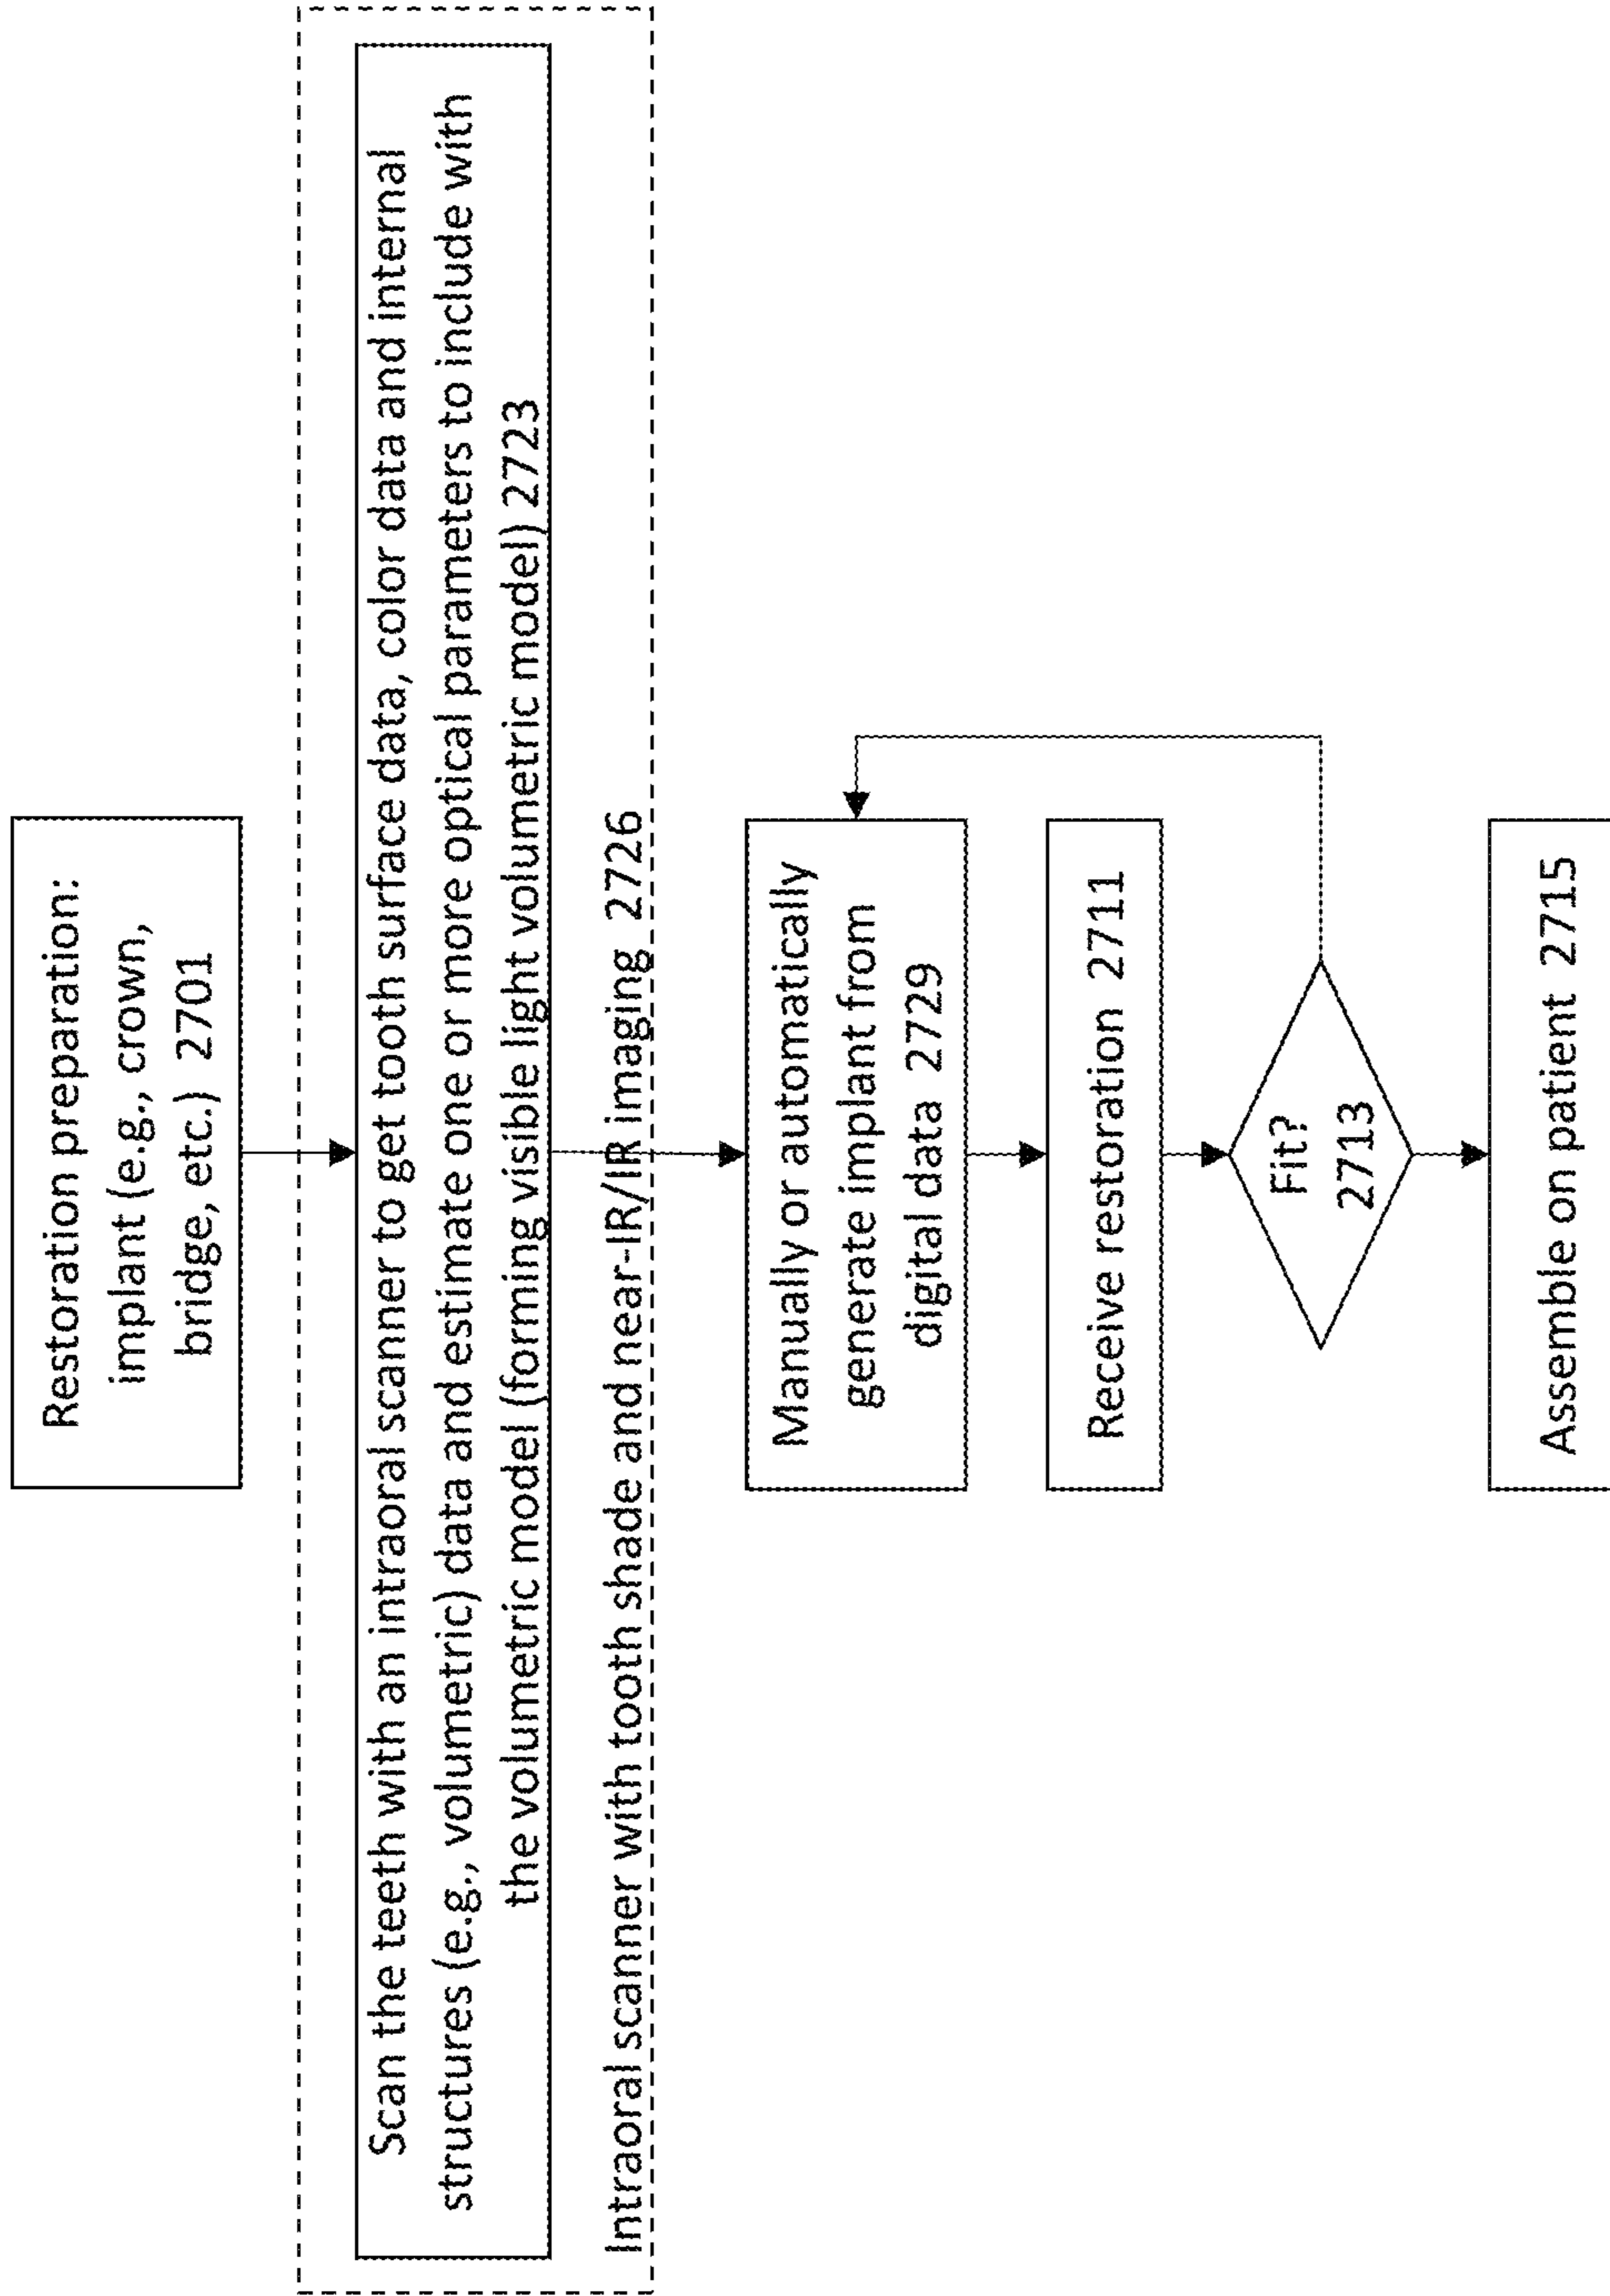 Restoration preparation:
implant (e.g., crown,
bridge, etc.) 2701
Scan the teeth with an intraoral scanner to get tooth surface data, color data and internal
structures (e.g., volumetric) data and estimate one or more optical parameters to include with
the volumetric model (forming visible light volumetric model) 2723
Intraoral scanner with tooth shade and near-IR/IR imaging 2726
Manually or automatically
generate implant from
digital data 2729
Receive restoration 2711
Fit?
2713
Assemble on patient 2715